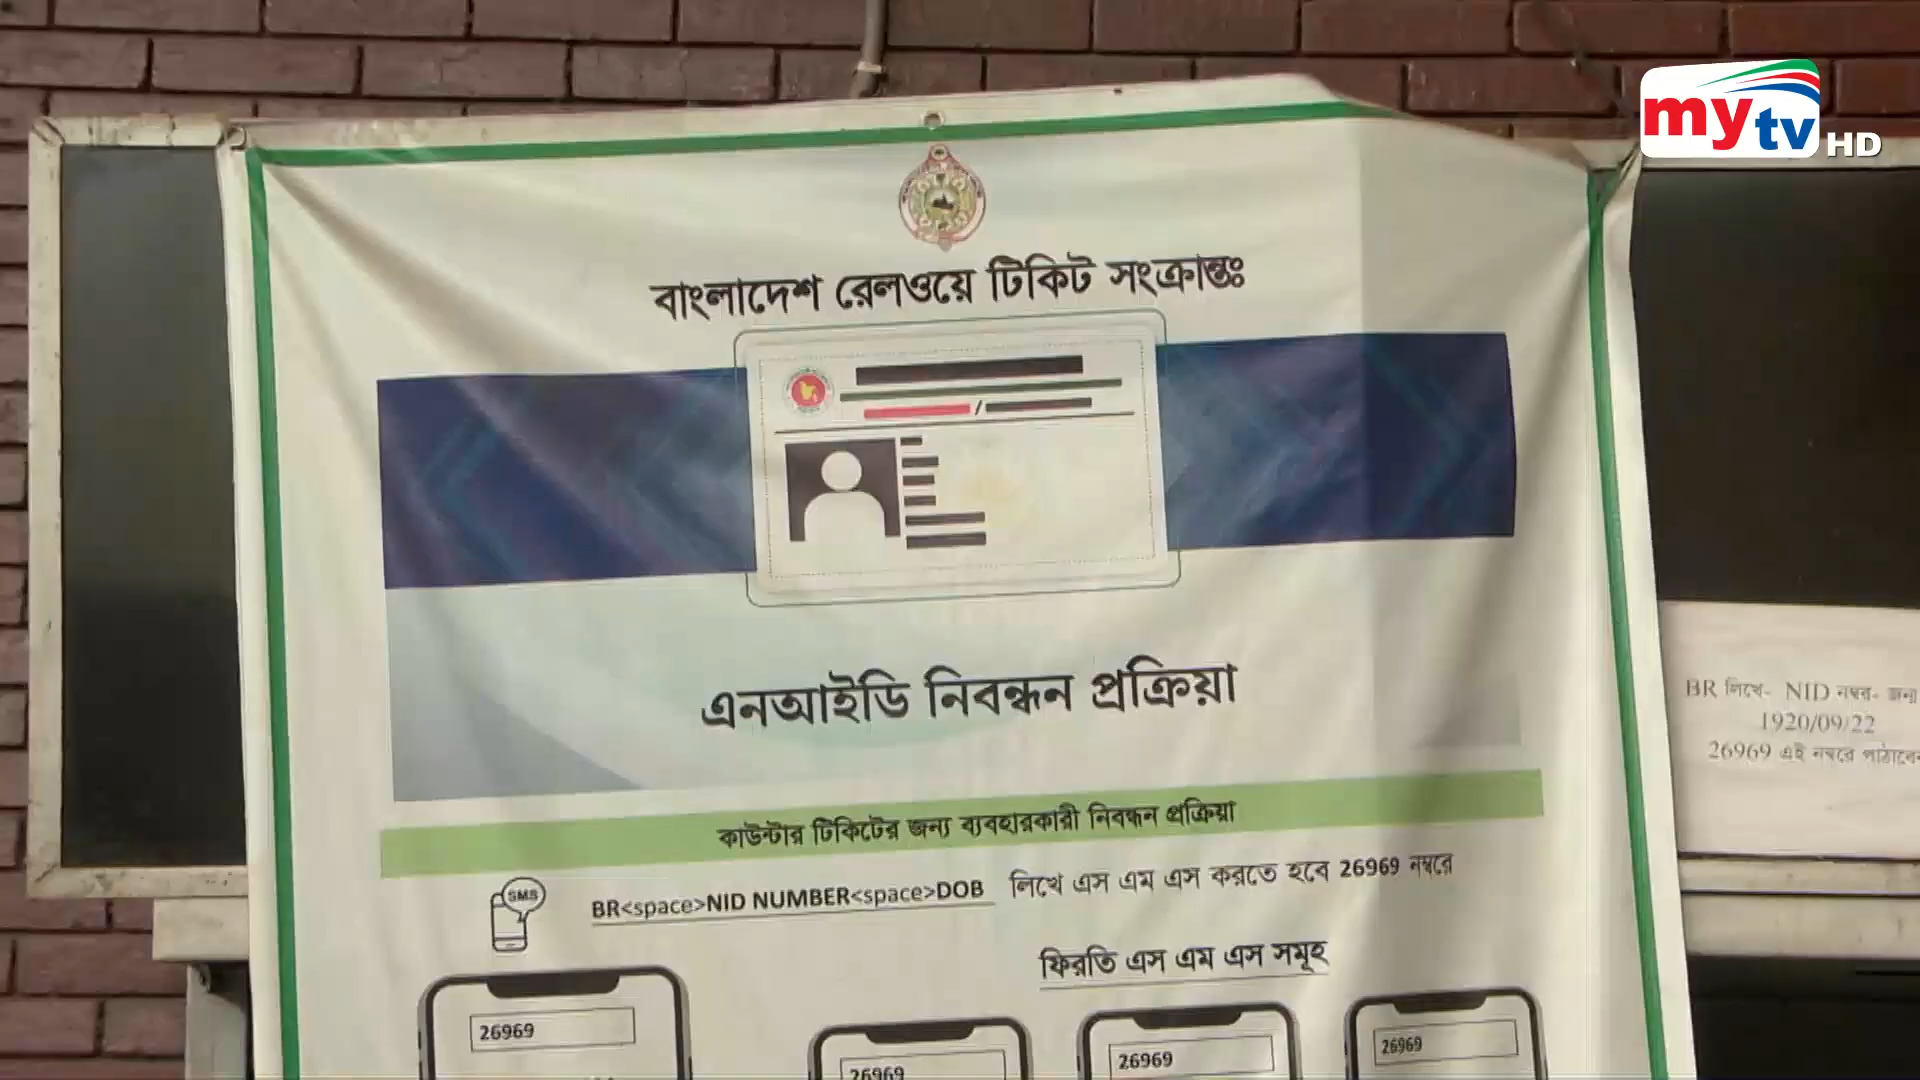 mytv HD
বাংলাদেশ রেলওয়ে টিকিট সংক্রান্তঃ
এনআইডি নিবন্ধন প্রক্রিয়া
কাউন্টার টিকিটের জন্য ব্যবহারকারী নিবন্ধন প্রক্রিয়া
SMS
BR<space>NID NUMBER<space>DOB লিখে এস এম এস করতে হবে 26969 নম্বরে
ফিরতি এস এম এস সমূহ
26969
26969
26969
26969
BR লিখে- NID নম্বর- জন্ম
1920/09/22
26969 এই নম্বরে পাঠাবেন